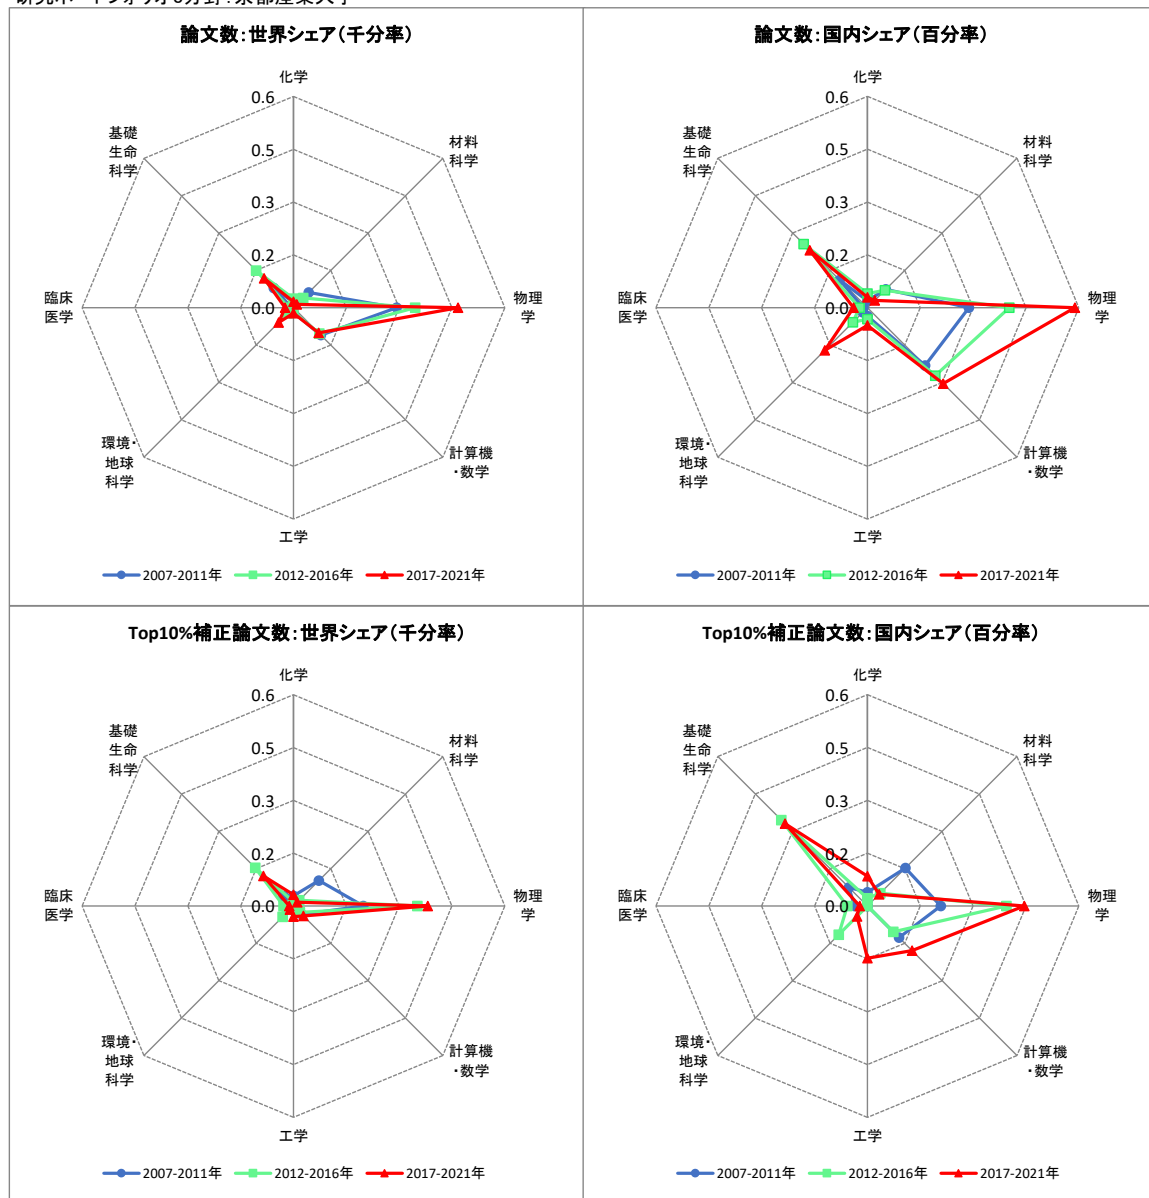 論文数:世界シェア(千分率)
化学
0.6
0.5
0.3
0.2
0.0
材料
科学
物理
学
計算機
・数学
工学
環境・
地球
科学
臨床
医学
基礎
生命
科学
2007-2011年 2012-2016年 2017-2021年
論文数:国内シェア(百分率)
化学
0.6
0.5
0.3
0.2
0.0
材料
科学
物理
学
計算機
・数学
工学
環境・
地球
科学
臨床
医学
基礎
生命
科学
2007-2011年 2012-2016年 2017-2021年
Top10%補正論文数:世界シェア(千分率)
化学
0.6
0.5
0.3
0.2
0.0
材料
科学
物理
学
計算機
・数学
工学
環境・
地球
科学
臨床
医学
基礎
生命
科学
2007-2011年 2012-2016年 2017-2021年
Top10%補正論文数:国内シェア(百分率)
化学
0.6
0.5
0.3
0.2
0.0
材料
科学
物理
学
計算機
・数学
工学
環境・
地球
科学
臨床
医学
基礎
生命
科学
2007-2011年 2012-2016年 2017-2021年